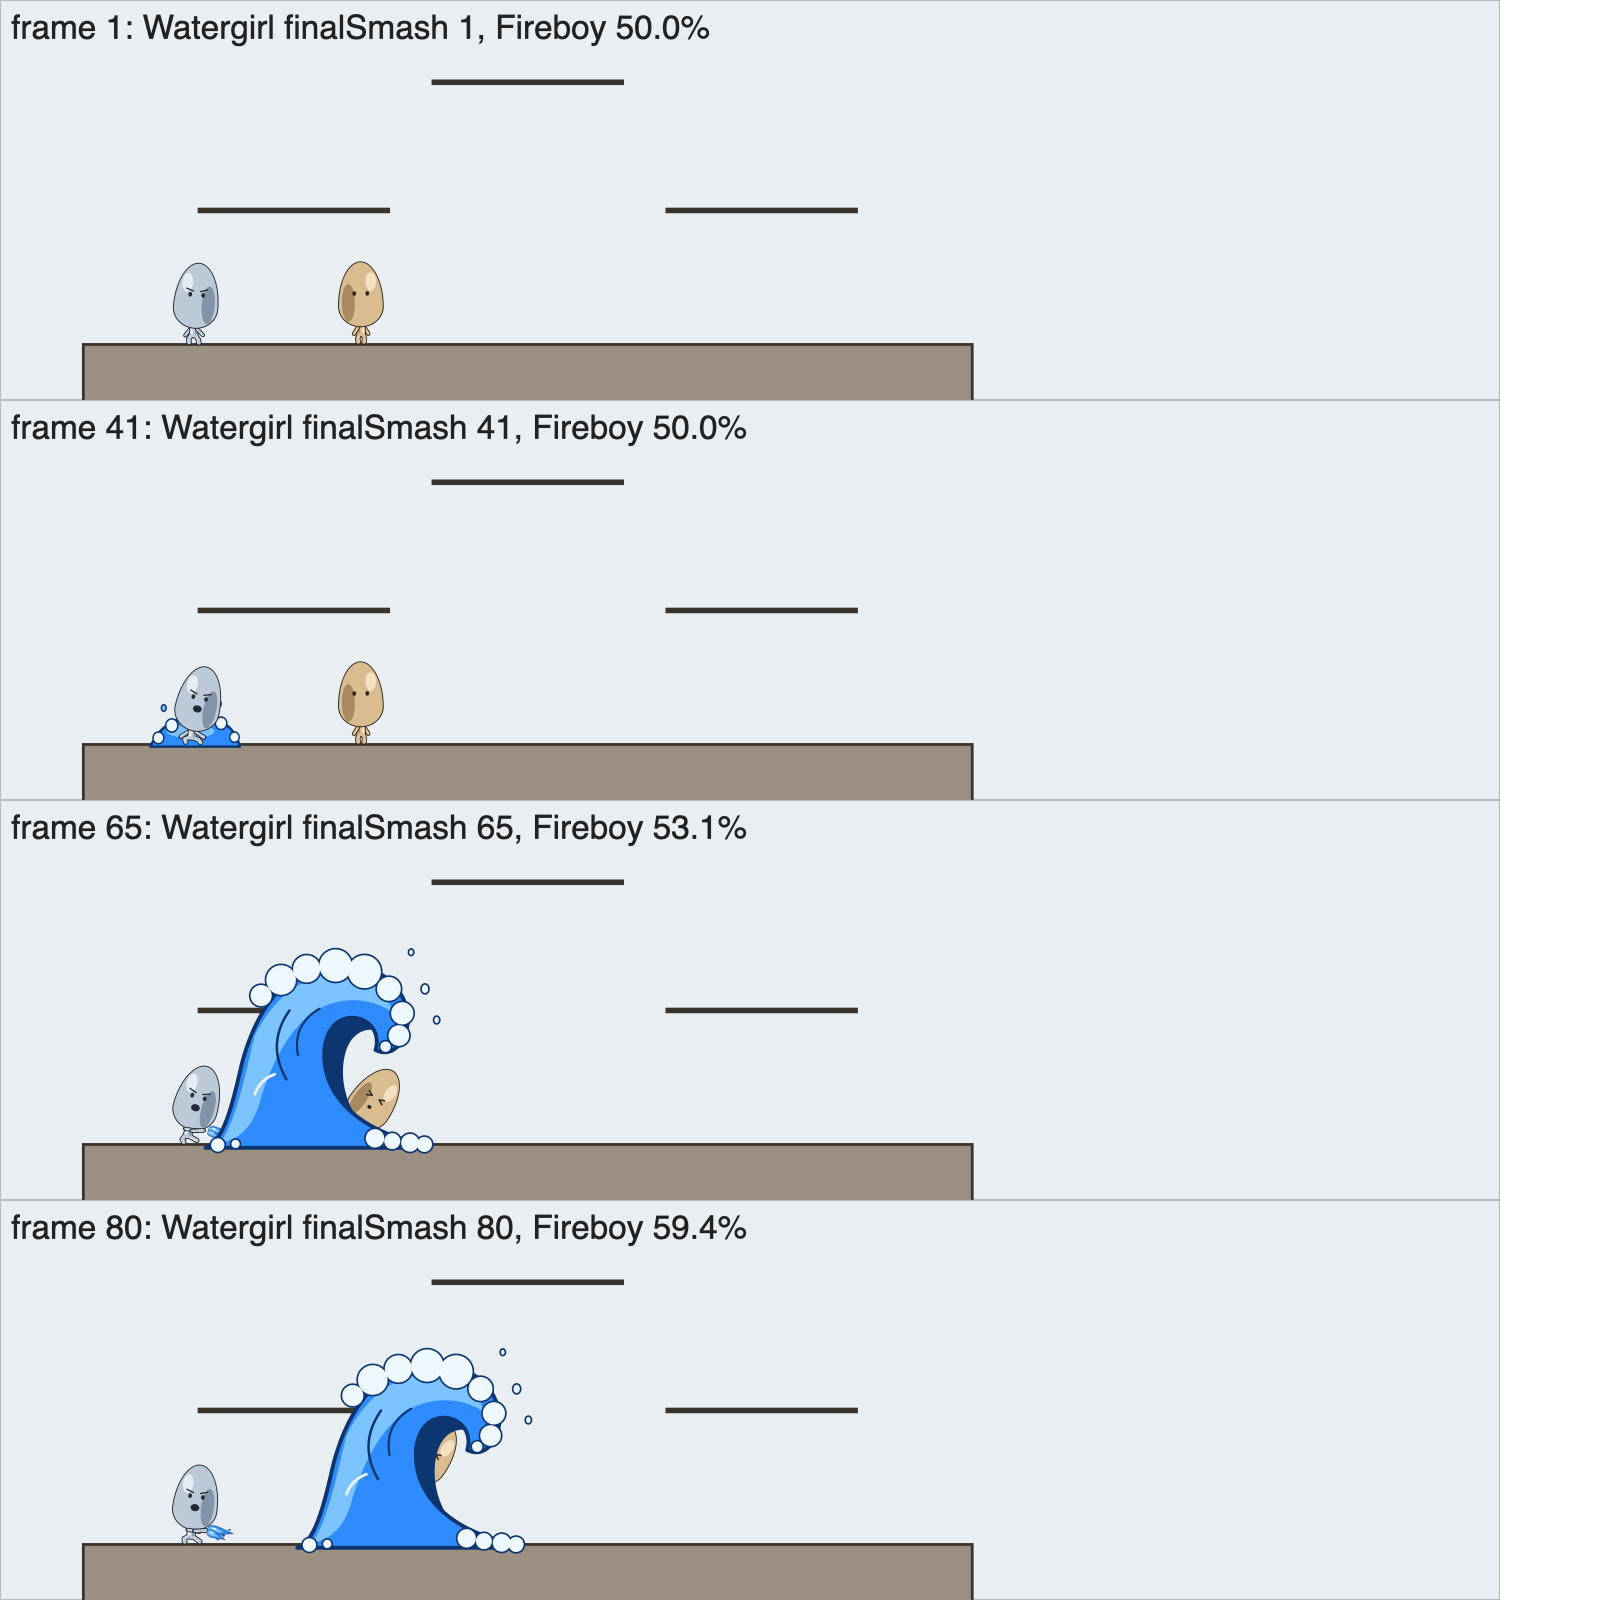 frame 1: Watergirl finalSmash 1, Fireboy 50.0%
frame 41: Watergirl finalSmash 41, Fireboy 50.0%
frame 65: Watergirl finalSmash 65, Fireboy 53.1%
frame 80: Watergirl finalSmash 80, Fireboy 59.4%